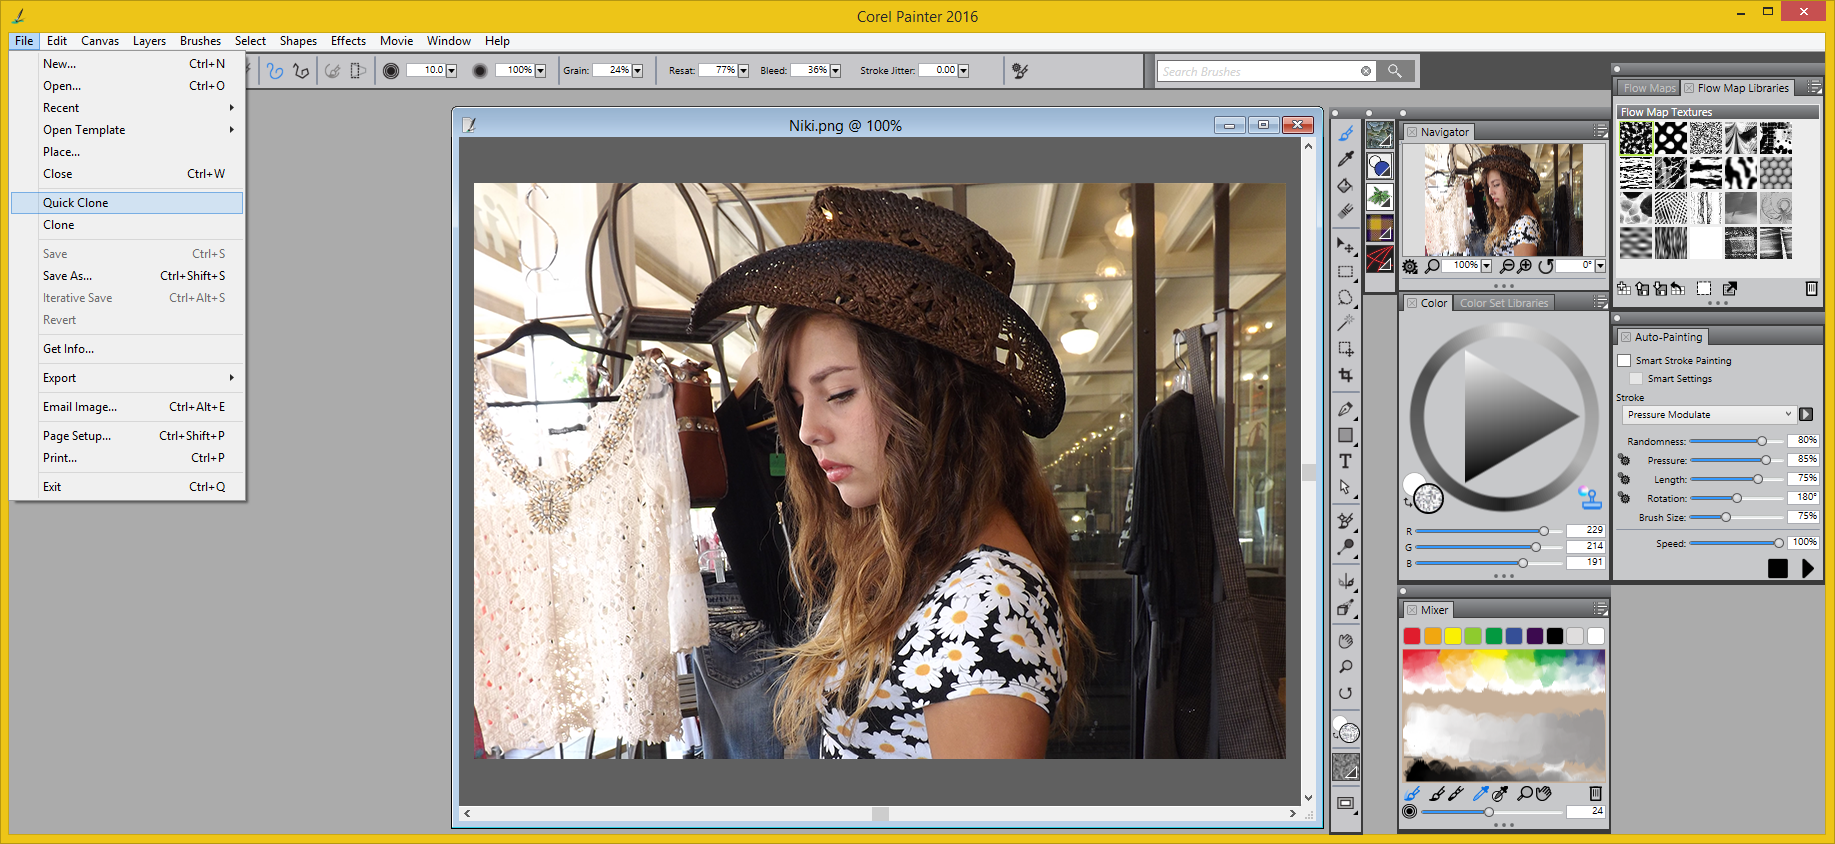 Corel Painter 2016
File Edit Canvas Layers Brushes Select Shapes Effects Movie Window Help
New... Ctrl+N
Open... Ctrl+O
Recent
Open Template
Place...
Close Ctrl+W
Quick Clone
Clone
Save Ctrl+S
Save As... Ctrl+Shift+S
Iterative Save Ctrl+Alt+S
Revert
Get Info...
Export
Email Image... Ctrl+Alt+E
Page Setup... Ctrl+Shift+P
Print... Ctrl+P
Exit Ctrl+Q
10.0 100% Grain: 24% Resat: 77% Bleed: 36% Stroke Jitter: 0.00
Search Brushes
Niki.png @ 100%
T
Navigator
100% 0°
Color Color Set Libraries
R 229
G 214
B 191
Mixer
24
Flow Maps Flow Map Libraries
Flow Map Textures
Auto-Painting
Smart Stroke Painting
Smart Settings
Stroke
Pressure Modulate
Randomness: 80%
Pressure: 85%
Length: 75%
Rotation: 180°
Brush Size: 75%
Speed: 100%